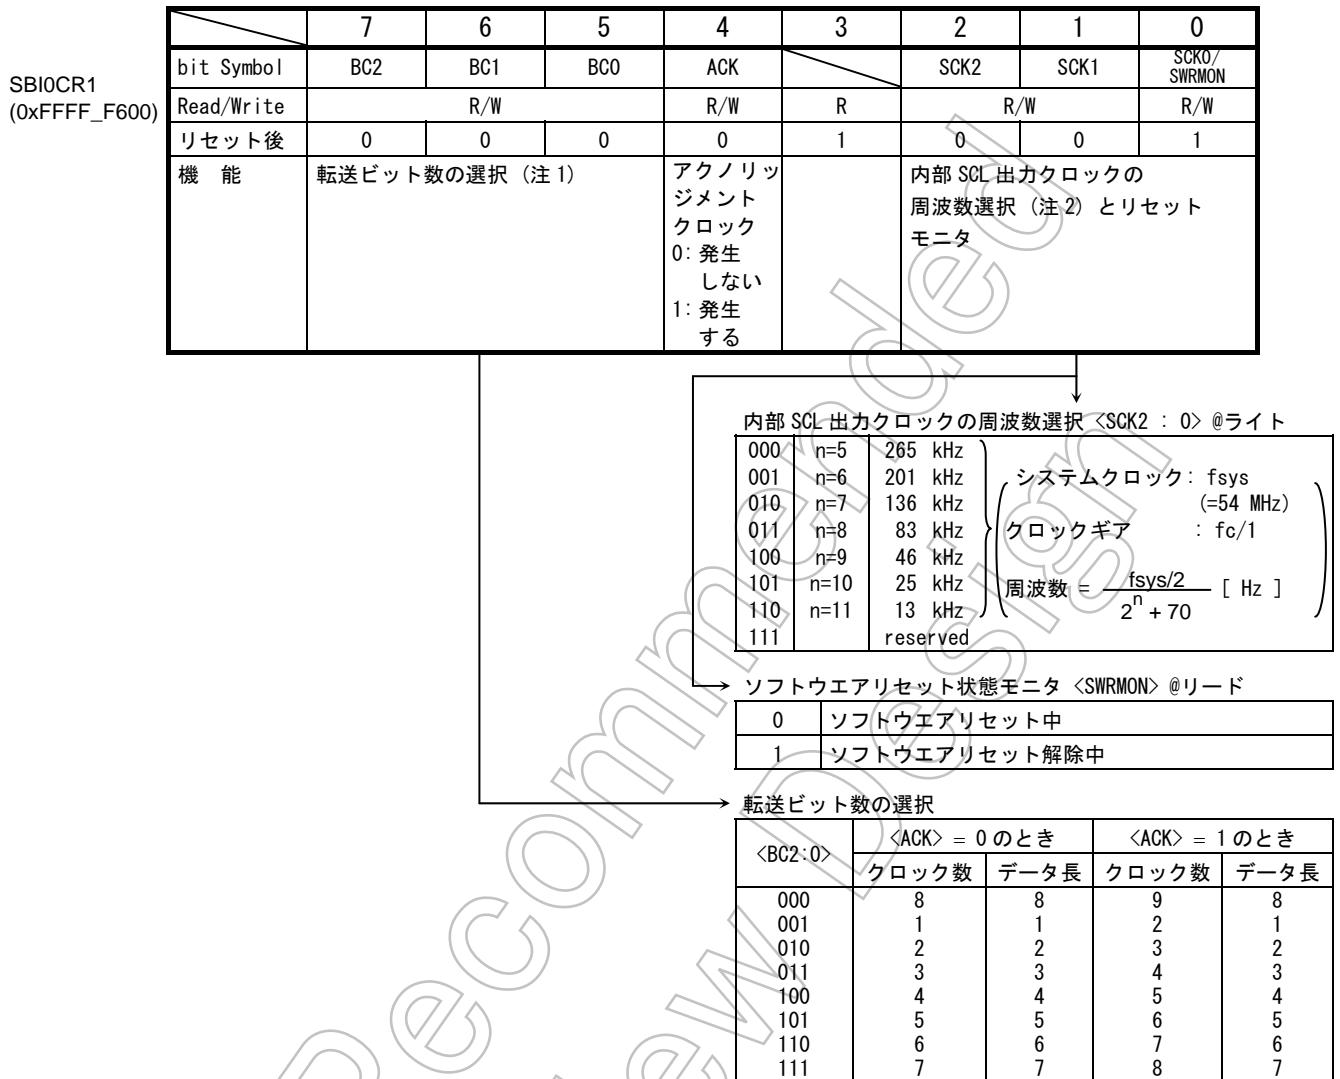 7 6 5 4 3 2 1 0
SBI0CR1
(0xFFFF_F600)
bit Symbol BC2 BC1 BC0 ACK SCK2 SCK1 SCK0/
SWRMON
Read/Write R/W R/W R R/W R/W
リセット後 0 0 0 0 1 0 0 1
機 能 転送ビット数の選択 (注 1)
アクノリッ
ジメント
クロック
0: 発生
しない
1: 発生
する
内部 SCL 出力クロックの
周波数選択 (注 2) とリセット
モニタ
内部 SCL 出力クロックの周波数選択 <SCK2 : 0> @ライト
000 n=5 265 kHz
001 n=6 201 kHz
010 n=7 136 kHz
011 n=8 83 kHz
100 n=9 46 kHz
101 n=10 25 kHz
110 n=11 13 kHz
111 reserved
システムクロック: fsys
(=54 MHz)
クロックギア : fc/1
周波数 = fsys/2 [ Hz ]
2^n + 70
ソフトウエアリセット状態モニタ <SWRMON> @リード
0 ソフトウエアリセット中
1 ソフトウエアリセット解除中
転送ビット数の選択
<BC2:0> <ACK> = 0 のとき <ACK> = 1 のとき
クロック数 データ長 クロック数 データ長
000 8 8 9 8
001 1 1 2 1
010 2 2 3 2
011 3 3 4 3
100 4 4 5 4
101 5 5 6 5
110 6 6 7 6
111 7 7 8 7
Recommended
New Design